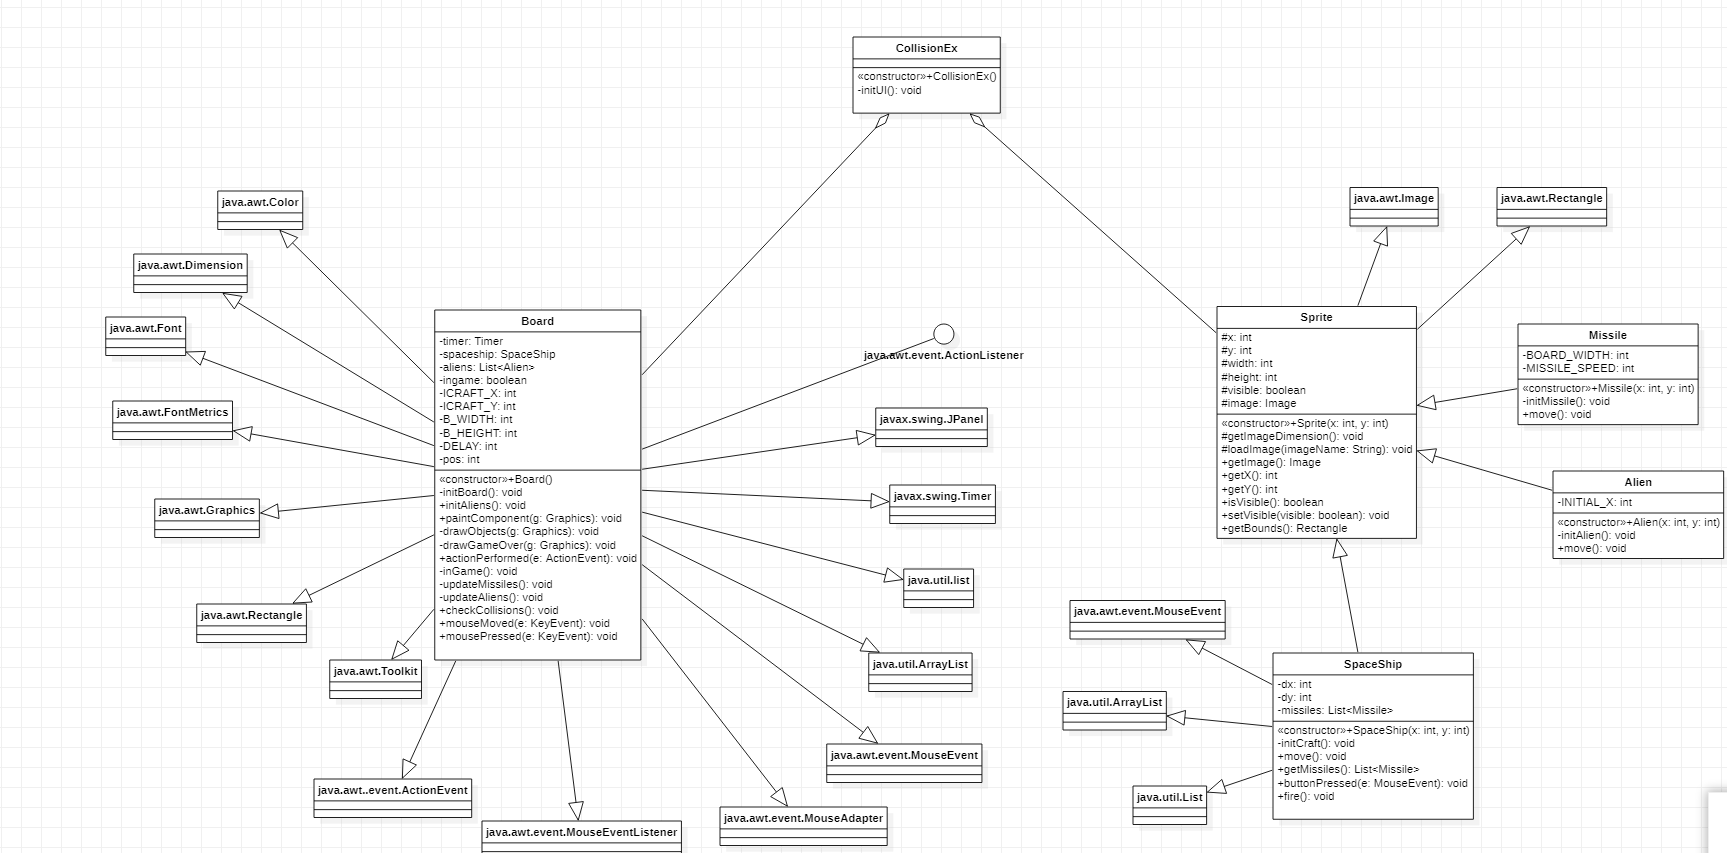 CollisionEx
«constructor»+CollisionEx()
-initUI(): void
java.awt.Color
java.awt.Dimension
java.awt.Font
java.awt.FontMetrics
java.awt.Graphics
java.awt.Rectangle
java.awt.Toolkit
java.awt..event.ActionEvent
java.awt.event.MouseEventListener
Board
-timer: Timer
-spaceship: SpaceShip
-aliens: List<Alien>
-ingame: boolean
-ICRAFT_X: int
-ICRAFT_Y: int
-B_WIDTH: int
-B_HEIGHT: int
-DELAY: int
-pos: int
«constructor»+Board()
-initBoard(): void
+initAliens(): void
+paintComponent(g: Graphics): void
-drawObjects(g: Graphics): void
-drawGameOver(g: Graphics): void
+actionPerformed(e: ActionEvent): void
-inGame(): void
-updateMissiles(): void
-updateAliens(): void
+checkCollisions(): void
+mouseMoved(e: KeyEvent): void
+mousePressed(e: KeyEvent): void
java.awt.event.ActionListener
javax.swing.JPanel
javax.swing.Timer
java.util.list
java.util.ArrayList
java.awt.event.MouseEvent
java.awt.event.MouseAdapter
java.awt.Image
java.awt.Rectangle
Sprite
#x: int
#y: int
#width: int
#height: int
#visible: boolean
#image: Image
«constructor»+Sprite(x: int, y: int)
#getImageDimension(): void
#loadImage(imageName: String): void
+getImage(): Image
+getX(): int
+getY(): int
+isVisible(): boolean
+setVisible(visible: boolean): void
+getBounds(): Rectangle
Missile
-BOARD_WIDTH: int
-MISSILE_SPEED: int
«constructor»+Missile(x: int, y: int)
-initMissile(): void
+move(): void
Alien
-INITIAL_X: int
«constructor»+Alien(x: int, y: int)
-initAlien(): void
+move(): void
java.awt.event.MouseEvent
java.util.ArrayList
java.util.List
SpaceShip
-dx: int
-dy: int
-missiles: List<Missile>
«constructor»+SpaceShip(x: int, y: int)
-initCraft(): void
+move(): void
+getMissiles(): List<Missile>
+buttonPressed(e: MouseEvent): void
+fire(): void